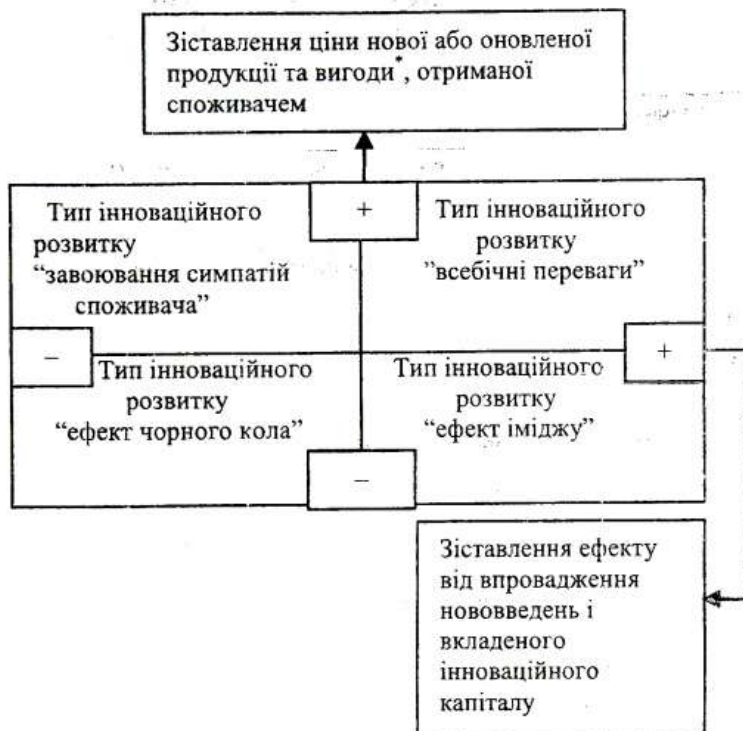 Зіставлення ціни нової або оновленої
продукції та вигоди*, отриманої
споживачем
+
Тип інноваційного
розвитку
“завоювання симпатій
споживача”
Тип інноваційного
розвитку
”всебічні переваги”
–
+
Тип інноваційного
розвитку
“ефект чорного кола”
Тип інноваційного
розвитку
“ефект іміджу”
–
Зіставлення ефекту
від впровадження
нововведень і
вкладеного
інноваційного
капіталу